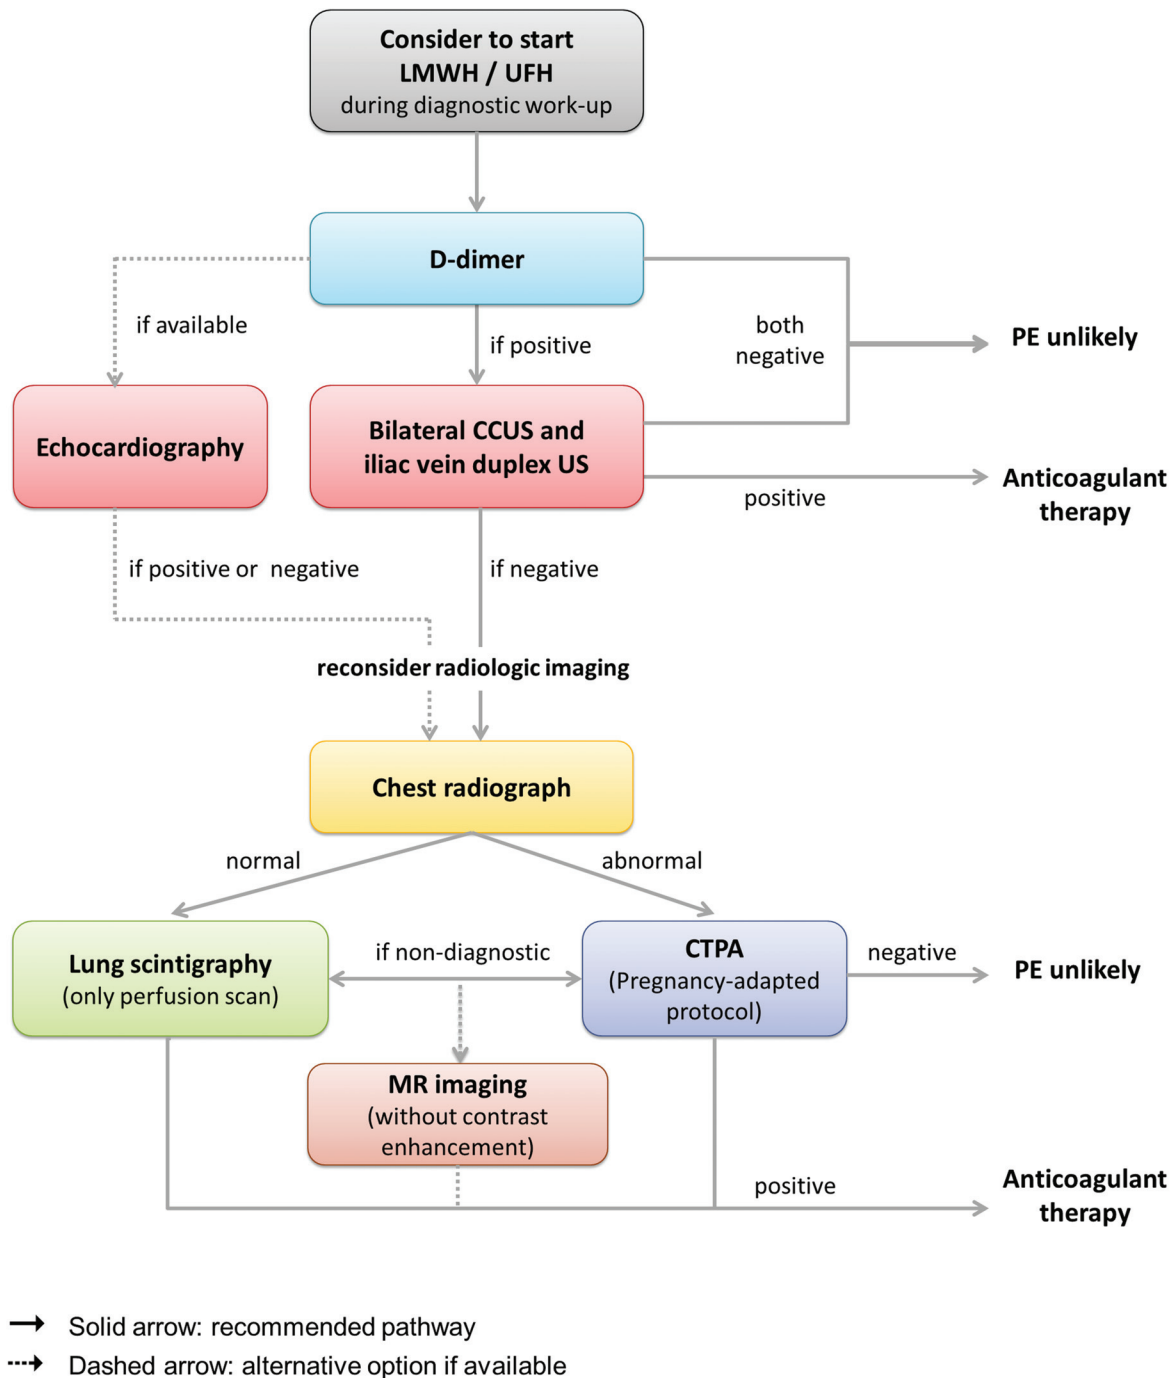 Consider to start
LMWH / UFH
during diagnostic work-up
D-dimer
if available
if positive
both
negative
PE unlikely
Echocardiography
Bilateral CCUS and
iliac vein duplex US
positive
Anticoagulant
therapy
if positive or negative
if negative
reconsider radiologic imaging
Chest radiograph
normal
abnormal
Lung scintigraphy
(only perfusion scan)
if non-diagnostic
CTPA
(Pregnancy-adapted
protocol)
negative
PE unlikely
MR imaging
(without contrast
enhancement)
positive
Anticoagulant
therapy
Solid arrow: recommended pathway
Dashed arrow: alternative option if available